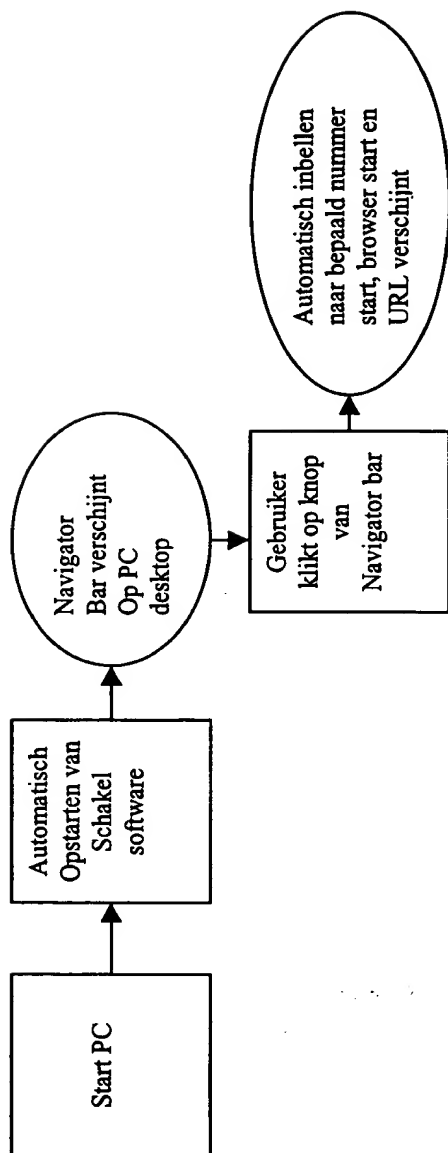 Start PC
Automatisch
Opstarten van
Schakel
software
Navigator
Bar verschijnt
Op PC
desktop
Gebruiker
klikt op knop
van
Navigator bar
Automatisch inbellen
naar bepaald nummer
start, browser start en
URL verschijnt